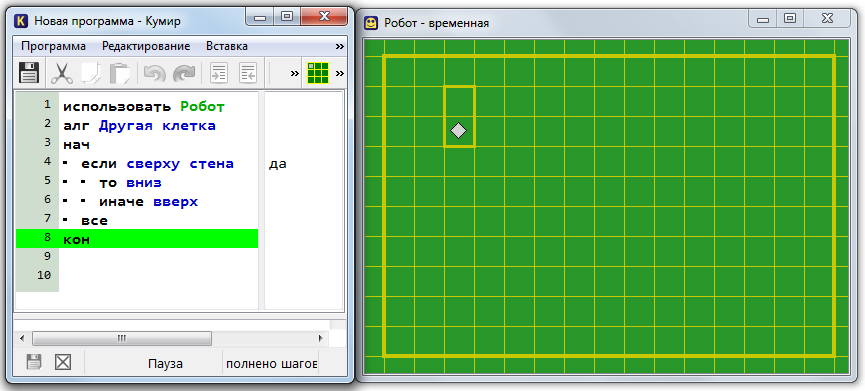 Новая программа - Кумир
Программа Редактирование Вставка »
» »
1 использовать Робот
2 алг Другая клетка
3 нач
4 если сверху стена да
5 то вниз
6 иначе вверх
7 все
8 кон
9
10
Пауза полнено шагов
Робот - временная